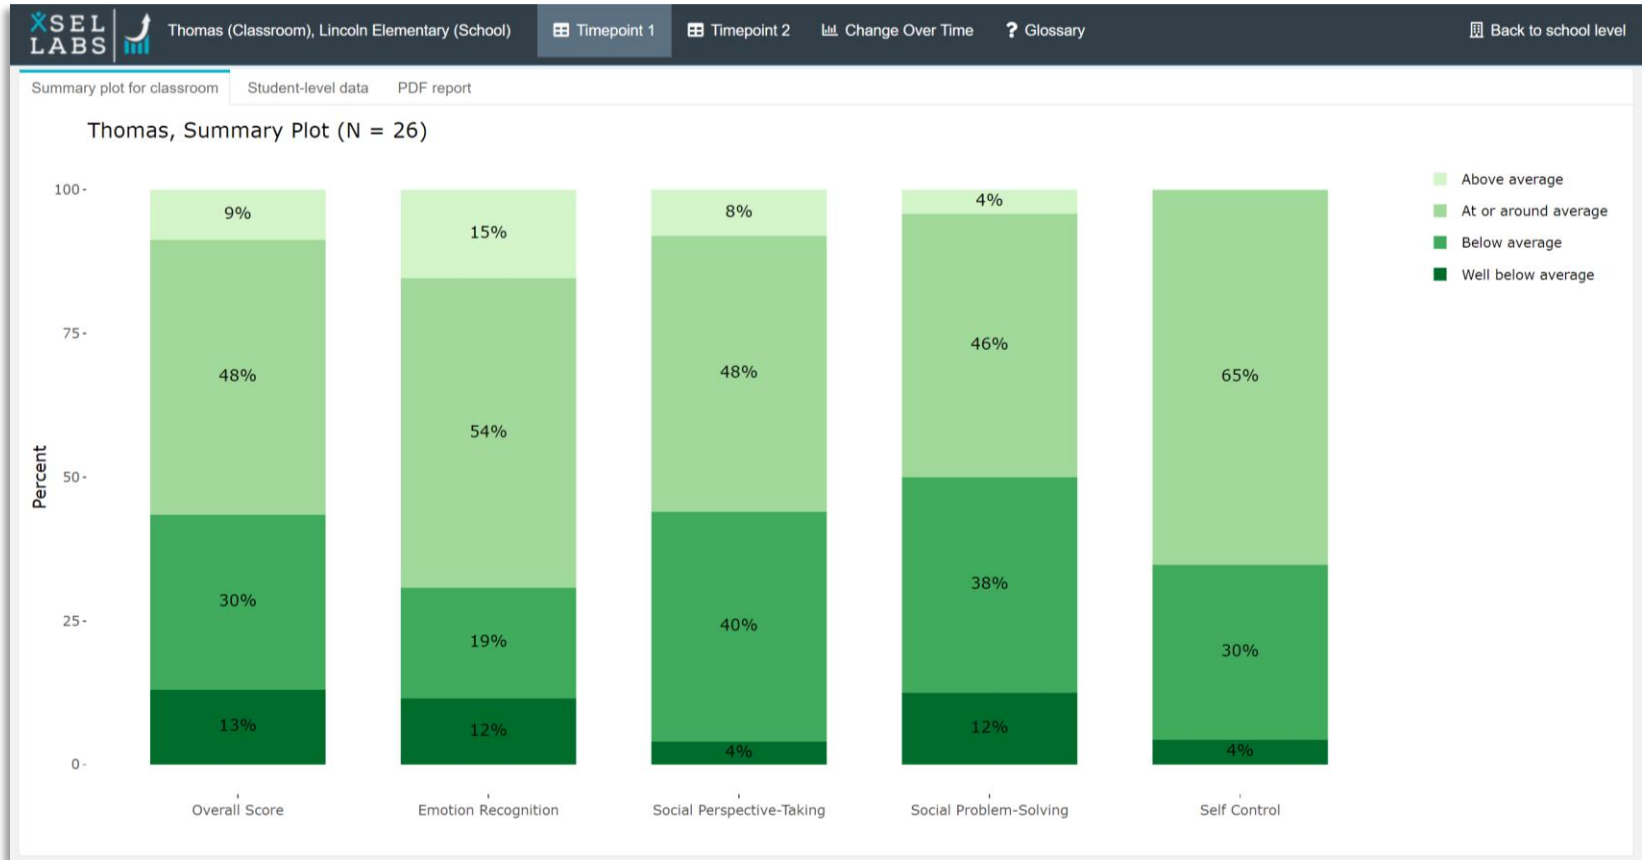 XSEL
LABS
Thomas (Classroom), Lincoln Elementary (School)
Timepoint 1
Timepoint 2
Change Over Time
? Glossary
Back to school level
Summary plot for classroom
Student-level data
PDF report
Thomas, Summary Plot (N = 26)
Percent
100-
75-
50-
25-
0-
9%
48%
30%
13%
15%
54%
19%
12%
8%
48%
40%
4%
4%
46%
38%
12%
65%
30%
4%
Overall Score
Emotion Recognition
Social Perspective-Taking
Social Problem-Solving
Self Control
Above average
At or around average
Below average
Well below average